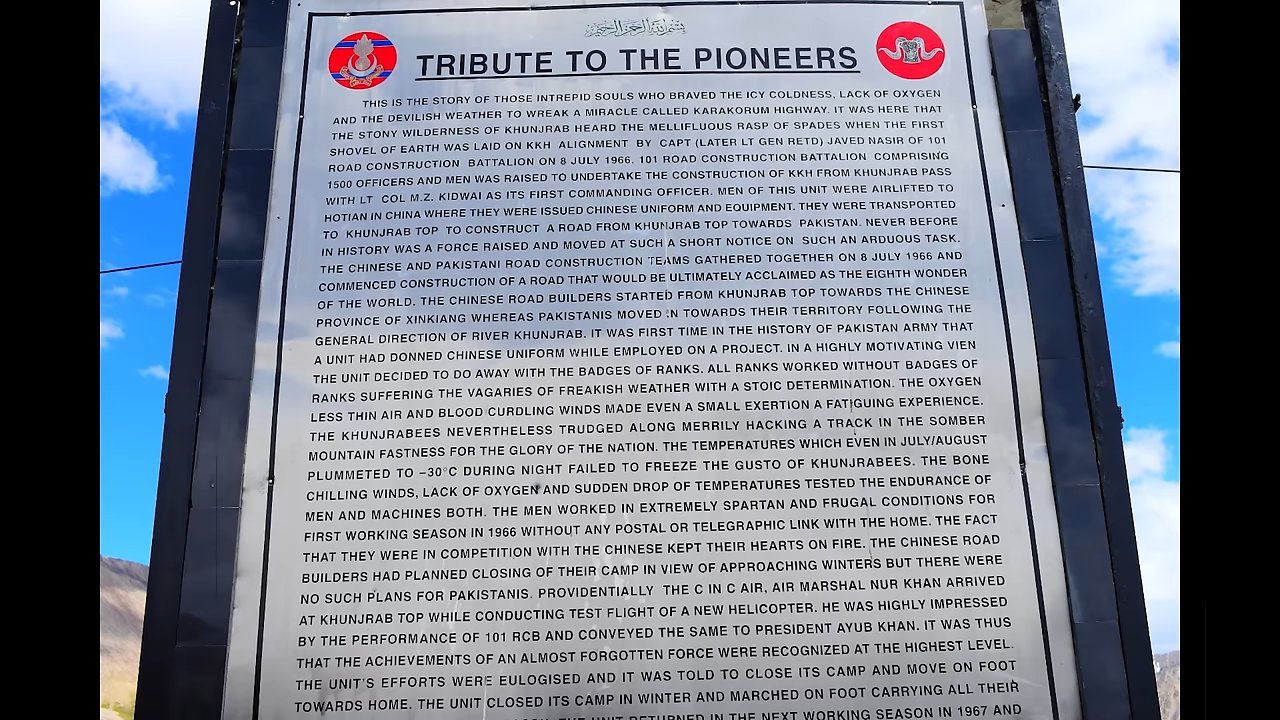 بسم الله الرحمن الرحيم
TRIBUTE TO THE PIONEERS
THIS IS THE STORY OF THOSE INTREPID SOULS WHO BRAVED THE ICY COLDNESS, LACK OF OXYGEN
AND THE DEVILISH WEATHER TO WREAK A MIRACLE CALLED KARAKORUM HIGHWAY. IT WAS HERE THAT
THE STONY WILDERNESS OF KHUNJRAB HEARD THE MELLIFLUOUS RASP OF SPADES WHEN THE FIRST
SHOVEL OF EARTH WAS LAID ON KKH ALIGNMENT BY CAPT (LATER LT GEN RETD) JAVED NASIR OF 101
ROAD CONSTRUCTION BATTALION ON 8 JULY 1966. 101 ROAD CONSTRUCTION BATTALION COMPRISING
1500 OFFICERS AND MEN WAS RAISED TO UNDERTAKE THE CONSTRUCTION OF KKH FROM KHUNJRAB PASS
WITH LT COL M.Z. KIDWAI AS ITS FIRST COMMANDING OFFICER. MEN OF THIS UNIT WERE AIRLIFTED TO
HOTIAN IN CHINA WHERE THEY WERE ISSUED CHINESE UNIFORM AND EQUIPMENT. THEY WERE TRANSPORTED
TO KHUNJRAB TOP TO CONSTRUCT A ROAD FROM KHUNJRAB TOP TOWARDS PAKISTAN. NEVER BEFORE
IN HISTORY WAS A FORCE RAISED AND MOVED AT SUCH A SHORT NOTICE ON SUCH AN ARDUOUS TASK.
THE CHINESE AND PAKISTANI ROAD CONSTRUCTION TEAMS GATHERED TOGETHER ON 8 JULY 1966 AND
COMMENCED CONSTRUCTION OF A ROAD THAT WOULD BE ULTIMATELY ACCLAIMED AS THE EIGHTH WONDER
OF THE WORLD. THE CHINESE ROAD BUILDERS STARTED FROM KHUNJRAB TOP TOWARDS THE CHINESE
PROVINCE OF XINKIANG WHEREAS PAKISTANIS MOVED IN TOWARDS THEIR TERRITORY FOLLOWING THE
GENERAL DIRECTION OF RIVER KHUNJRAB. IT WAS FIRST TIME IN THE HISTORY OF PAKISTAN ARMY THAT
A UNIT HAD DONNED CHINESE UNIFORM WHILE EMPLOYED ON A PROJECT. IN A HIGHLY MOTIVATING VIEN
THE UNIT DECIDED TO DO AWAY WITH THE BADGES OF RANKS. ALL RANKS WORKED WITHOUT BADGES OF
RANKS SUFFERING THE VAGARIES OF FREAKISH WEATHER WITH A STOIC DETERMINATION. THE OXYGEN
LESS THIN AIR AND BLOOD CURDLING WINDS MADE EVEN A SMALL EXERTION A FATIGUING EXPERIENCE.
THE KHUNJRABEES NEVERTHELESS TRUDGED ALONG MERRILY HACKING A TRACK IN THE SOMBER
MOUNTAIN FASTNESS FOR THE GLORY OF THE NATION. THE TEMPERATURES WHICH EVEN IN JULY/AUGUST
PLUMMETED TO –30°C DURING NIGHT FAILED TO FREEZE THE GUSTO OF KHUNJRABEES. THE BONE
CHILLING WINDS, LACK OF OXYGEN AND SUDDEN DROP OF TEMPERATURES TESTED THE ENDURANCE OF
MEN AND MACHINES BOTH. THE MEN WORKED IN EXTREMELY SPARTAN AND FRUGAL CONDITIONS FOR
FIRST WORKING SEASON IN 1966 WITHOUT ANY POSTAL OR TELEGRAPHIC LINK WITH THE HOME. THE FACT
THAT THEY WERE IN COMPETITION WITH THE CHINESE KEPT THEIR HEARTS ON FIRE. THE CHINESE ROAD
BUILDERS HAD PLANNED CLOSING OF THEIR CAMP IN VIEW OF APPROACHING WINTERS BUT THERE WERE
NO SUCH PLANS FOR PAKISTANIS. PROVIDENTIALLY THE C IN C AIR, AIR MARSHAL NUR KHAN ARRIVED
AT KHUNJRAB TOP WHILE CONDUCTING TEST FLIGHT OF A NEW HELICOPTER. HE WAS HIGHLY IMPRESSED
BY THE PERFORMANCE OF 101 RCB AND CONVEYED THE SAME TO PRESIDENT AYUB KHAN. IT WAS THUS
THAT THE ACHIEVEMENTS OF AN ALMOST FORGOTTEN FORCE WERE RECOGNIZED AT THE HIGHEST LEVEL.
THE UNIT'S EFFORTS WERE EULOGISED AND IT WAS TOLD TO CLOSE ITS CAMP AND MOVE ON FOOT
TOWARDS HOME. THE UNIT CLOSED ITS CAMP IN WINTER AND MARCHED ON FOOT CARRYING ALL THEIR
THE UNIT RETURNED IN THE NEXT WORKING SEASON IN 1967 AND